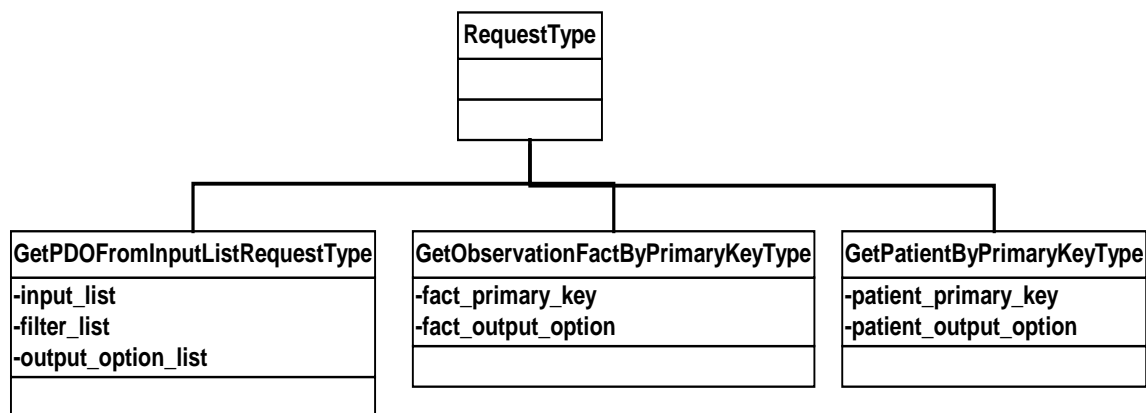 RequestType
GetPDOFromInputListRequestType
-input_list
-filter_list
-output_option_list
GetObservationFactByPrimaryKeyType
-fact_primary_key
-fact_output_option
GetPatientByPrimaryKeyType
-patient_primary_key
-patient_output_option